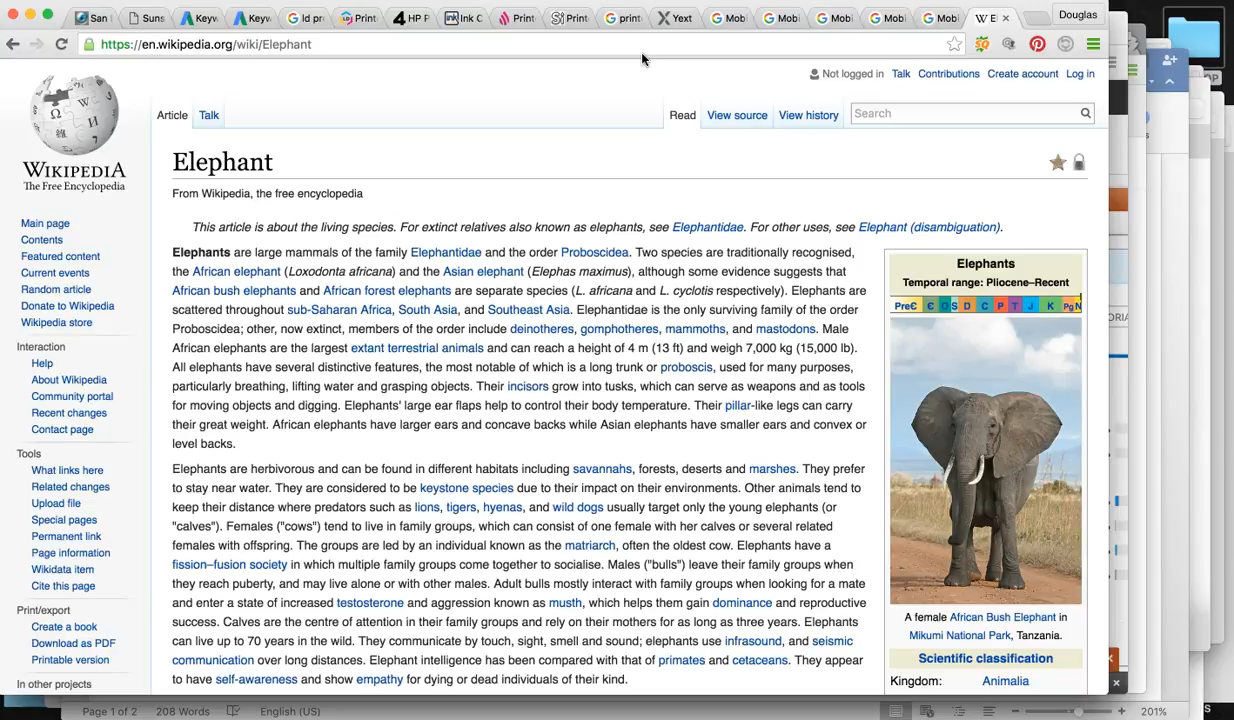 San
Suns
Keyw
Keyw
ld pr
Print
HP P
Ink C
Print
Print
print
Yext
Mobi
Mobi
Mobi
Mobi
Mobi
Douglas
https://en.wikipedia.org/wiki/Elephant
Not logged in Talk Contributions Create account Log in
Article Talk Read View source View history Search
WIKIPEDIA
The Free Encyclopedia
Main page
Contents
Featured content
Current events
Random article
Donate to Wikipedia
Wikipedia store
Interaction
Help
About Wikipedia
Community portal
Recent changes
Contact page
Tools
What links here
Related changes
Upload file
Special pages
Permanent link
Page information
Wikidata item
Cite this page
Print/export
Create a book
Download as PDF
Printable version
In other projects
Elephant
From Wikipedia, the free encyclopedia
This article is about the living species. For extinct relatives also known as elephants, see Elephantidae. For other uses, see Elephant (disambiguation).
Elephants are large mammals of the family Elephantidae and the order Proboscidea. Two species are traditionally recognised,
the African elephant (Loxodonta africana) and the Asian elephant (Elephas maximus), although some evidence suggests that
African bush elephants and African forest elephants are separate species (L. africana and L. cyclotis respectively). Elephants are
scattered throughout sub-Saharan Africa, South Asia, and Southeast Asia. Elephantidae is the only surviving family of the order
Proboscidea; other, now extinct, members of the order include deinotheres, gomphotheres, mammoths, and mastodons. Male
African elephants are the largest extant terrestrial animals and can reach a height of 4 m (13 ft) and weigh 7,000 kg (15,000 lb).
All elephants have several distinctive features, the most notable of which is a long trunk or proboscis, used for many purposes,
particularly breathing, lifting water and grasping objects. Their incisors grow into tusks, which can serve as weapons and as tools
for moving objects and digging. Elephants' large ear flaps help to control their body temperature. Their pillar-like legs can carry
their great weight. African elephants have larger ears and concave backs while Asian elephants have smaller ears and convex or
level backs.
Elephants are herbivorous and can be found in different habitats including savannahs, forests, deserts and marshes. They prefer
to stay near water. They are considered to be keystone species due to their impact on their environments. Other animals tend to
keep their distance where predators such as lions, tigers, hyenas, and wild dogs usually target only the young elephants (or
"calves"). Females ("cows") tend to live in family groups, which can consist of one female with her calves or several related
females with offspring. The groups are led by an individual known as the matriarch, often the oldest cow. Elephants have a
fission–fusion society in which multiple family groups come together to socialise. Males ("bulls") leave their family groups when
they reach puberty, and may live alone or with other males. Adult bulls mostly interact with family groups when looking for a mate
and enter a state of increased testosterone and aggression known as musth, which helps them gain dominance and reproductive
success. Calves are the centre of attention in their family groups and rely on their mothers for as long as three years. Elephants
can live up to 70 years in the wild. They communicate by touch, sight, smell and sound; elephants use infrasound, and seismic
communication over long distances. Elephant intelligence has been compared with that of primates and cetaceans. They appear
to have self-awareness and show empathy for dying or dead individuals of their kind.
Elephants
Temporal range: Pliocene–Recent
PreЄ Є O S D C P T J K Pg N
A female African Bush Elephant in
Mikumi National Park, Tanzania.
Scientific classification
Kingdom: Animalia
Page 1 of 2 208 Words English (US) 201%